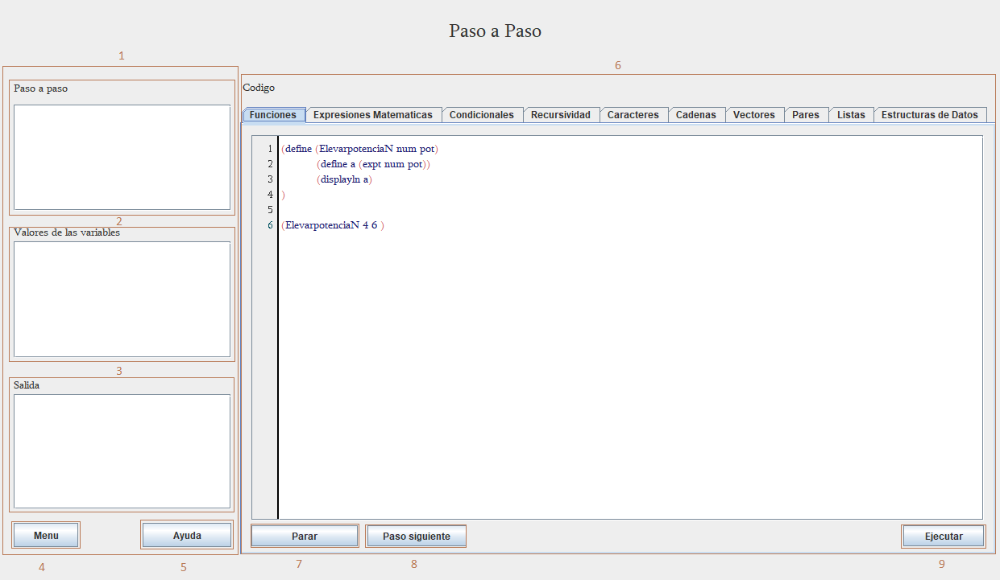 Paso a Paso
1
6
Paso a paso
Codigo
Funciones Expresiones Matematicas Condicionales Recursividad Caracteres Cadenas Vectores Pares Listas Estructuras de Datos
1 (define (ElevarpotenciaN num pot)
2 (define a (expt num pot))
3 (displayln a)
4 )
5
6 (ElevarpotenciaN 4 6 )
2
Valores de las variables
3
Salida
Menu Ayuda
Parar Paso siguiente Ejecutar
4 5 7 8 9